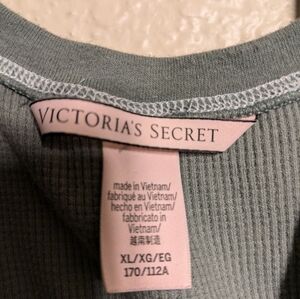 VICTORIA'S SECRET
made in Vietnam/
fabriqué au Vietnam/
hecho en Vietnam/
fabbricato in
Vietnam/
越南制造
XL/XG/EG
170/112A